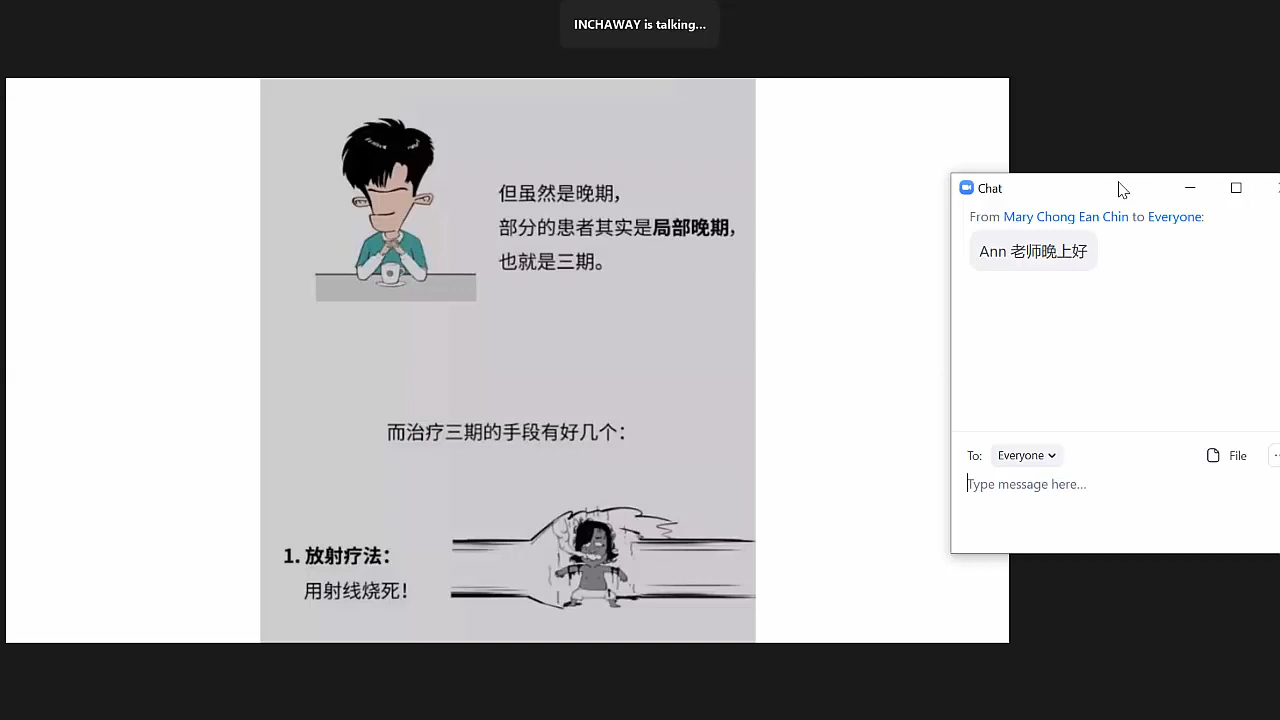 INCHAWAY is talking...
但虽然是晚期，
部分的患者其实是局部晚期，
也就是三期。
而治疗三期的手段有好几个：
1. 放射疗法：
用射线烧死！
Chat
From Mary Chong Ean Chin to Everyone:
Ann 老师晚上好
To: Everyone
File
Type message here...